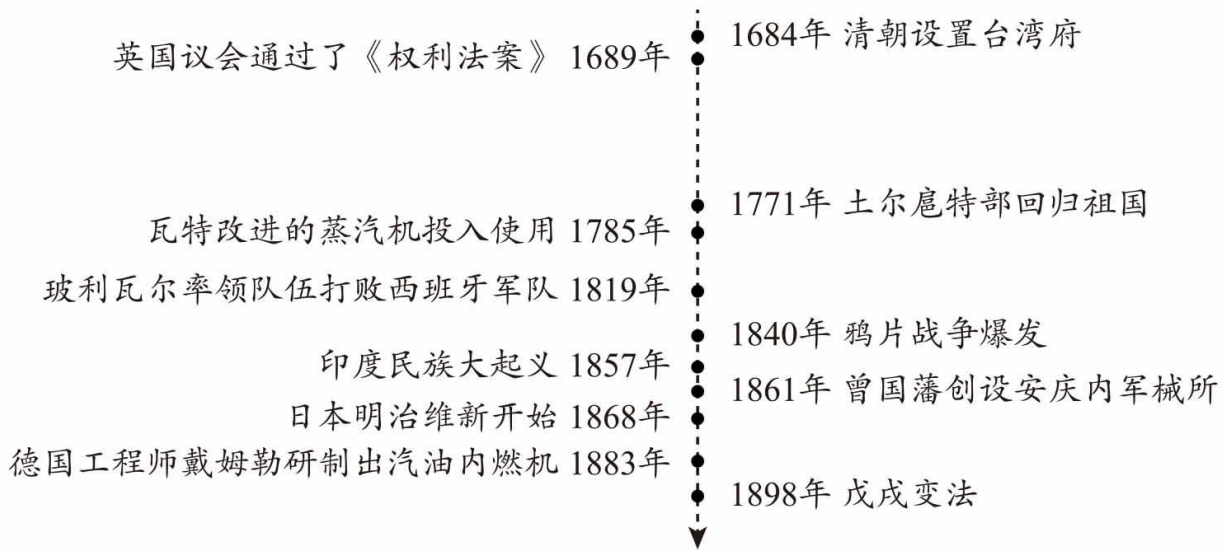 1684年 清朝设置台湾府
英国议会通过了《权利法案》 1689年
1771年 土尔扈特部回归祖国
瓦特改进的蒸汽机投入使用 1785年
玻利瓦尔率领队伍打败西班牙军队 1819年
1840年 鸦片战争爆发
印度民族大起义 1857年
1861年 曾国藩创设安庆内军械所
日本明治维新开始 1868年
德国工程师戴姆勒研制出汽油内燃机 1883年
1898年 戊戌变法